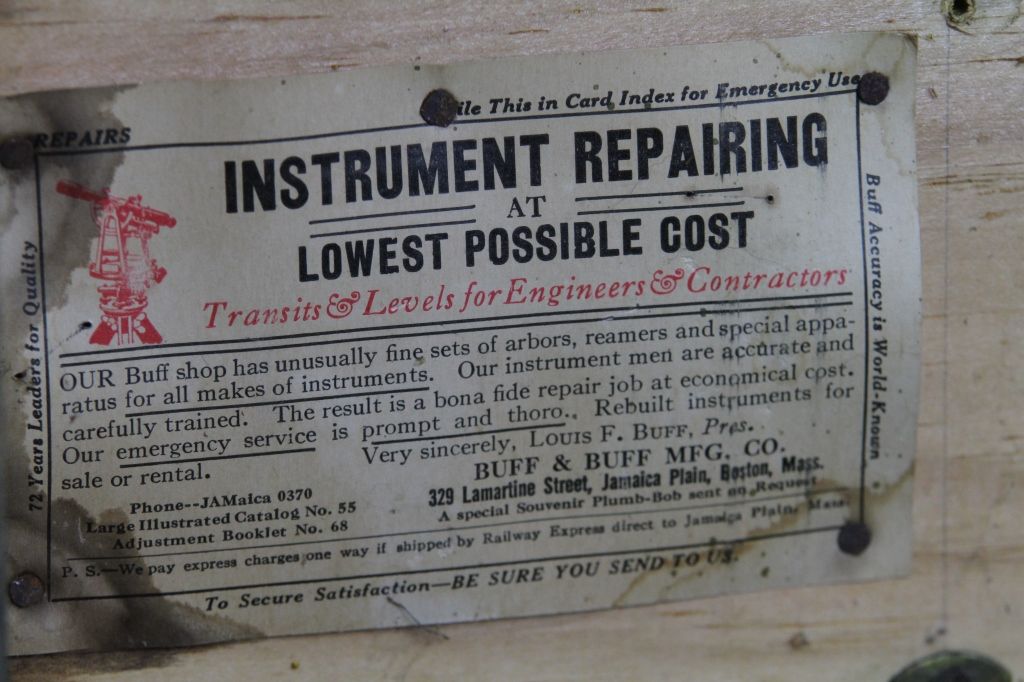 REPAIRS
ile This in Card Index for Emergency Use
INSTRUMENT REPAIRING
AT
LOWEST POSSIBLE COST
Transits & Levels for Engineers & Contractors
72 Years Leaders for Quality
Buff Accuracy is World-Known
OUR Buff shop has unusually fine sets of arbors, reamers and special appa-
ratus for all makes of instruments. Our instrument men are accurate and
carefully trained. The result is a bona fide repair job at economical cost.
Our emergency service is prompt and thoro. Rebuilt instruments for
sale or rental.
Very sincerely, LOUIS F. BUFF, Pres.
BUFF & BUFF MFG. CO.
329 Lamartine Street, Jamaica Plain, Boston, Mass.
A special Souvenir Plumb-Bob sent on Request
Phone--JAMaica 0370
Large Illustrated Catalog No. 55
Adjustment Booklet No. 68
P. S.—We pay express charges one way if shipped by Railway Express direct to Jamaica Plain, Mass.
To Secure Satisfaction—BE SURE YOU SEND TO US.